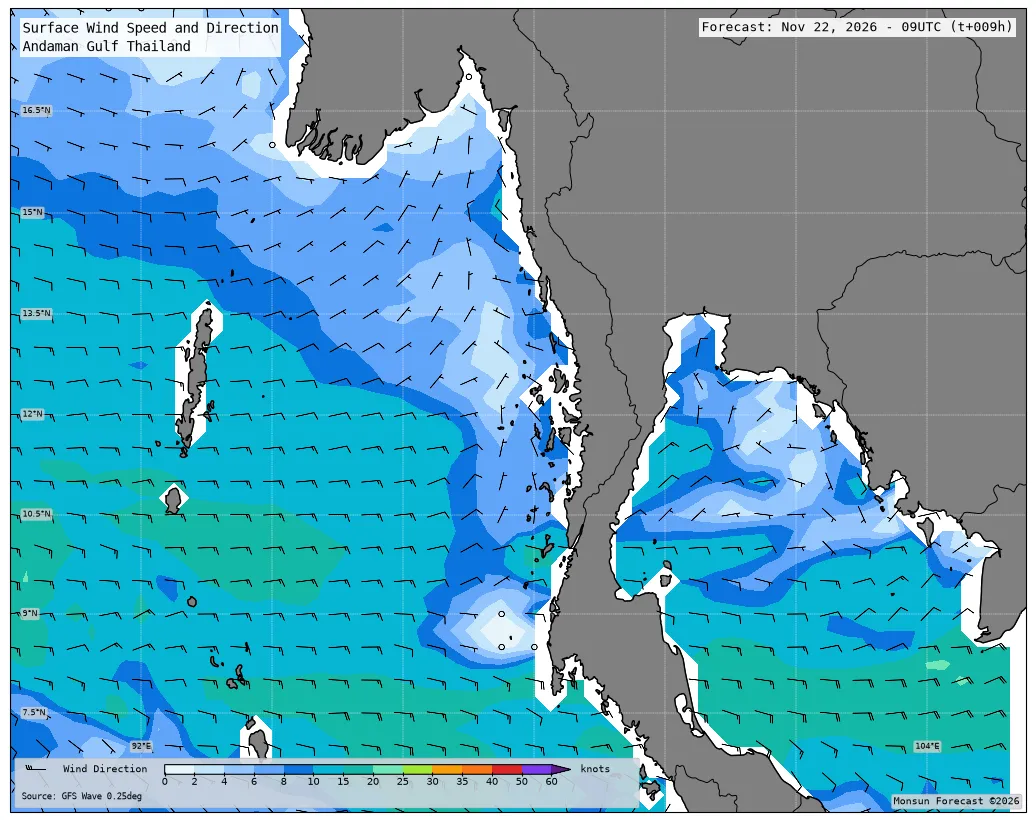 Surface Wind Speed and Direction
Andaman Gulf Thailand
Forecast: Nov 22, 2026 - 09UTC (t+009h)
16.5°N
15°N
13.5°N
12°N
10.5°N
9°N
7.5°N
92°E
104°E
Wind Direction
0 2 4 6 8 10 15 20 25 30 35 40 50 60
knots
Source: GFS Wave 0.25deg
Monsun Forecast ©2026